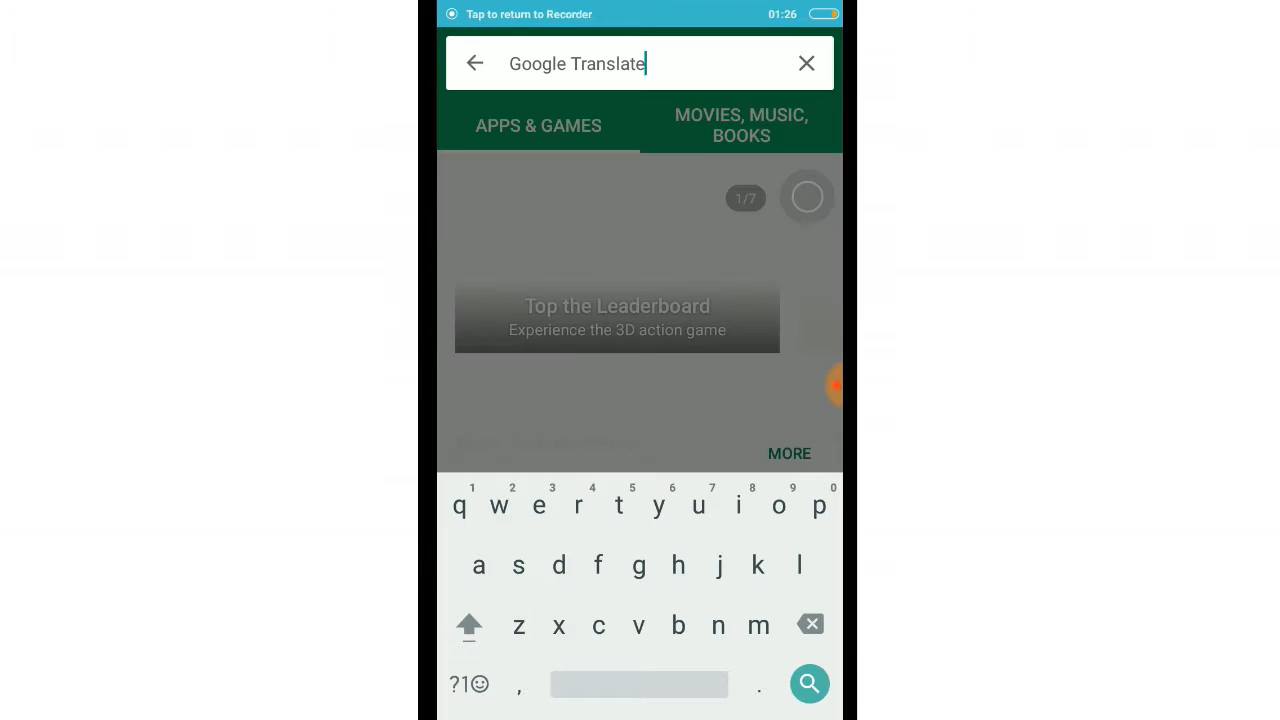 Tap to return to Recorder 01:26
Google Translate
APPS & GAMES
MOVIES, MUSIC,
BOOKS
1/7
Top the Leaderboard
Experience the 3D action game
MORE
1 2 3 4 5 6 7 8 9 0
q w e r t y u i o p
a s d f g h j k l
z x c v b n m
?1☺ , .